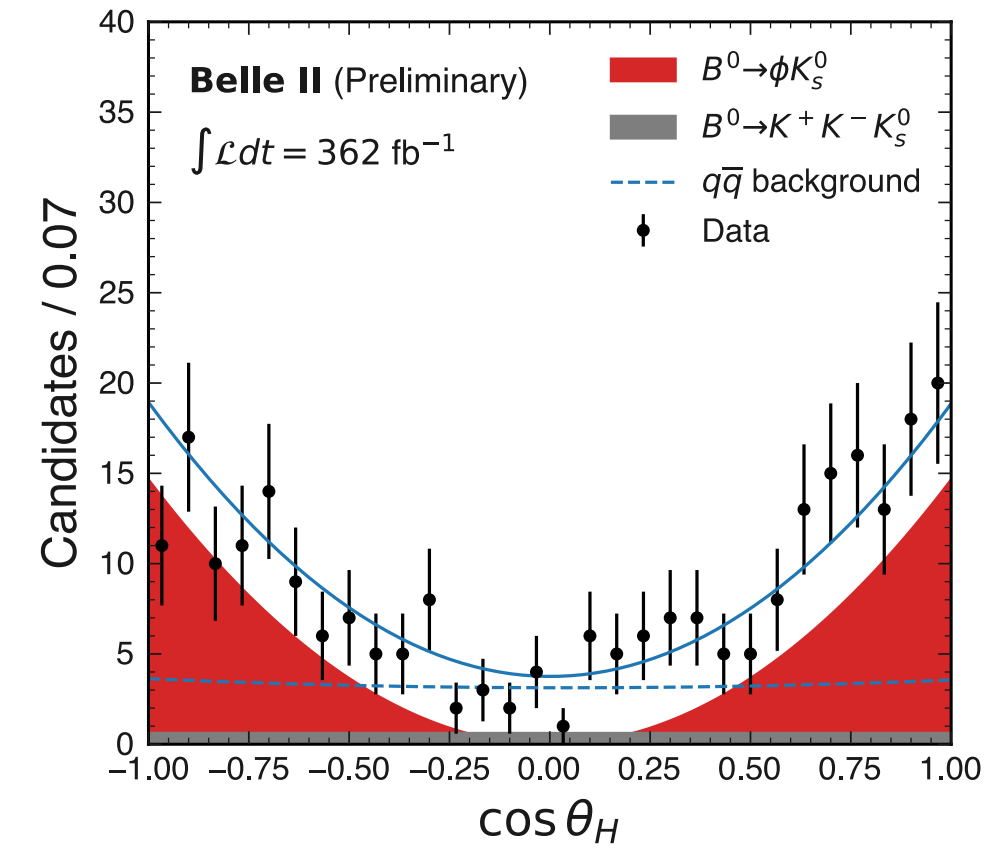 40
35
30
25
20
15
10
5
0
Candidates / 0.07
Belle II (Preliminary)
∫ℒdt = 362 fb⁻¹
B⁰→ϕK⁰ₛ
B⁰→K⁺K⁻K⁰ₛ
qq̅ background
Data
−1.00 −0.75 −0.50 −0.25 0.00 0.25 0.50 0.75 1.00
cos θ_H